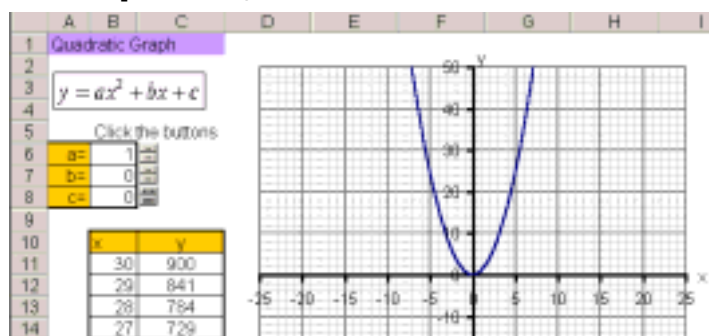 A B C D E F G H I
1 Quadratic Graph
2
3 y = ax² + bx + c
4
5 Click the buttons
6 a= 1
7 b= 0
8 c= 0
9
10 x y
11 30 900
12 29 841
13 28 784
14 27 729
y
50
40
30
20
10
0
-25 -20 -15 -10 -5 0 5 10 15 20 25 x
-10